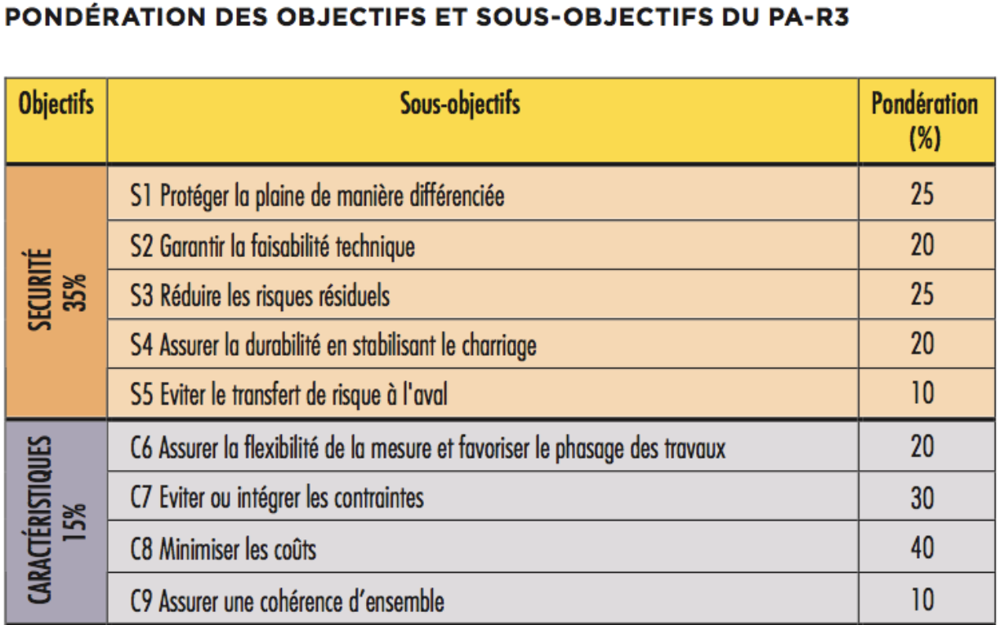 PONDÉRATION DES OBJECTIFS ET SOUS-OBJECTIFS DU PA-R3
Objectifs Sous-objectifs Pondération
(%)
SECURITÉ
35%
S1 Protéger la plaine de manière différenciée 25
S2 Garantir la faisabilité technique 20
S3 Réduire les risques résiduels 25
S4 Assurer la durabilité en stabilisant le charriage 20
S5 Eviter le transfert de risque à l'aval 10
CARACTÉRISTIQUES
15%
C6 Assurer la flexibilité de la mesure et favoriser le phasage des travaux 20
C7 Eviter ou intégrer les contraintes 30
C8 Minimiser les coûts 40
C9 Assurer une cohérence d’ensemble 10